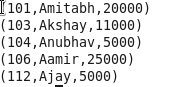 (101,Amitabh,20000)
(103,Akshay,11000)
(104,Anubhav,5000)
(106,Aamir,25000)
(112,Ajay,5000)